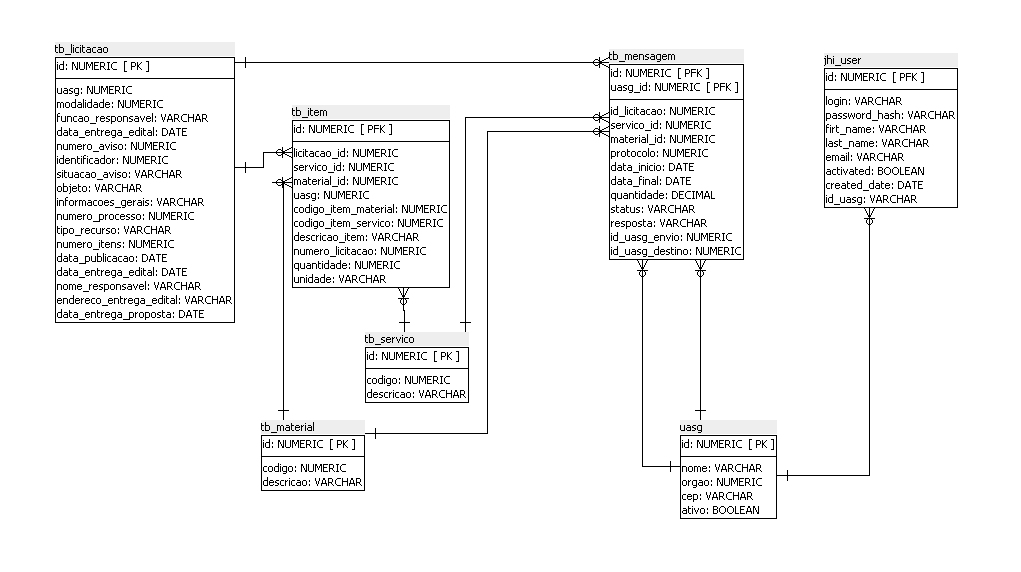 tb_licitacao
id: NUMERIC [ PK ]
uasg: NUMERIC
modalidade: NUMERIC
funcao_responsavel: VARCHAR
data_entrega_edital: DATE
numero_aviso: NUMERIC
identificador: NUMERIC
situacao_aviso: VARCHAR
objeto: VARCHAR
informacoes_gerais: VARCHAR
numero_processo: NUMERIC
tipo_recurso: VARCHAR
numero_itens: NUMERIC
data_publicacao: DATE
data_entrega_edital: DATE
nome_responsavel: VARCHAR
endereco_entrega_edital: VARCHAR
data_entrega_proposta: DATE
tb_item
id: NUMERIC [ PFK ]
licitacao_id: NUMERIC
servico_id: NUMERIC
material_id: NUMERIC
uasg: NUMERIC
codigo_item_material: NUMERIC
codigo_item_servico: NUMERIC
descricao_item: VARCHAR
numero_licitacao: NUMERIC
quantidade: NUMERIC
unidade: VARCHAR
tb_servico
id: NUMERIC [ PK ]
codigo: NUMERIC
descricao: VARCHAR
tb_material
id: NUMERIC [ PK ]
codigo: NUMERIC
descricao: VARCHAR
tb_mensagem
id: NUMERIC [ PFK ]
uasg_id: NUMERIC [ PFK ]
id_licitacao: NUMERIC
servico_id: NUMERIC
material_id: NUMERIC
protocolo: NUMERIC
data_inicio: DATE
data_final: DATE
quantidade: DECIMAL
status: VARCHAR
resposta: VARCHAR
id_uasg_envio: NUMERIC
id_uasg_destino: NUMERIC
jhi_user
id: NUMERIC [ PFK ]
login: VARCHAR
password_hash: VARCHAR
firt_name: VARCHAR
last_name: VARCHAR
email: VARCHAR
activated: BOOLEAN
created_date: DATE
id_uasg: VARCHAR
uasg
id: NUMERIC [ PK ]
nome: VARCHAR
orgao: NUMERIC
cep: VARCHAR
ativo: BOOLEAN